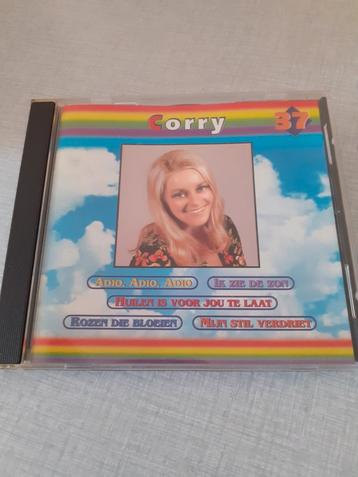 Corry
37
ADIO, ADIO, ADIO
IK ZIE DE ZON
HUILEN IS VOOR JOU TE LAAT
ROZEN DIE BLOEIEN
MIJN STIL VERDRIET